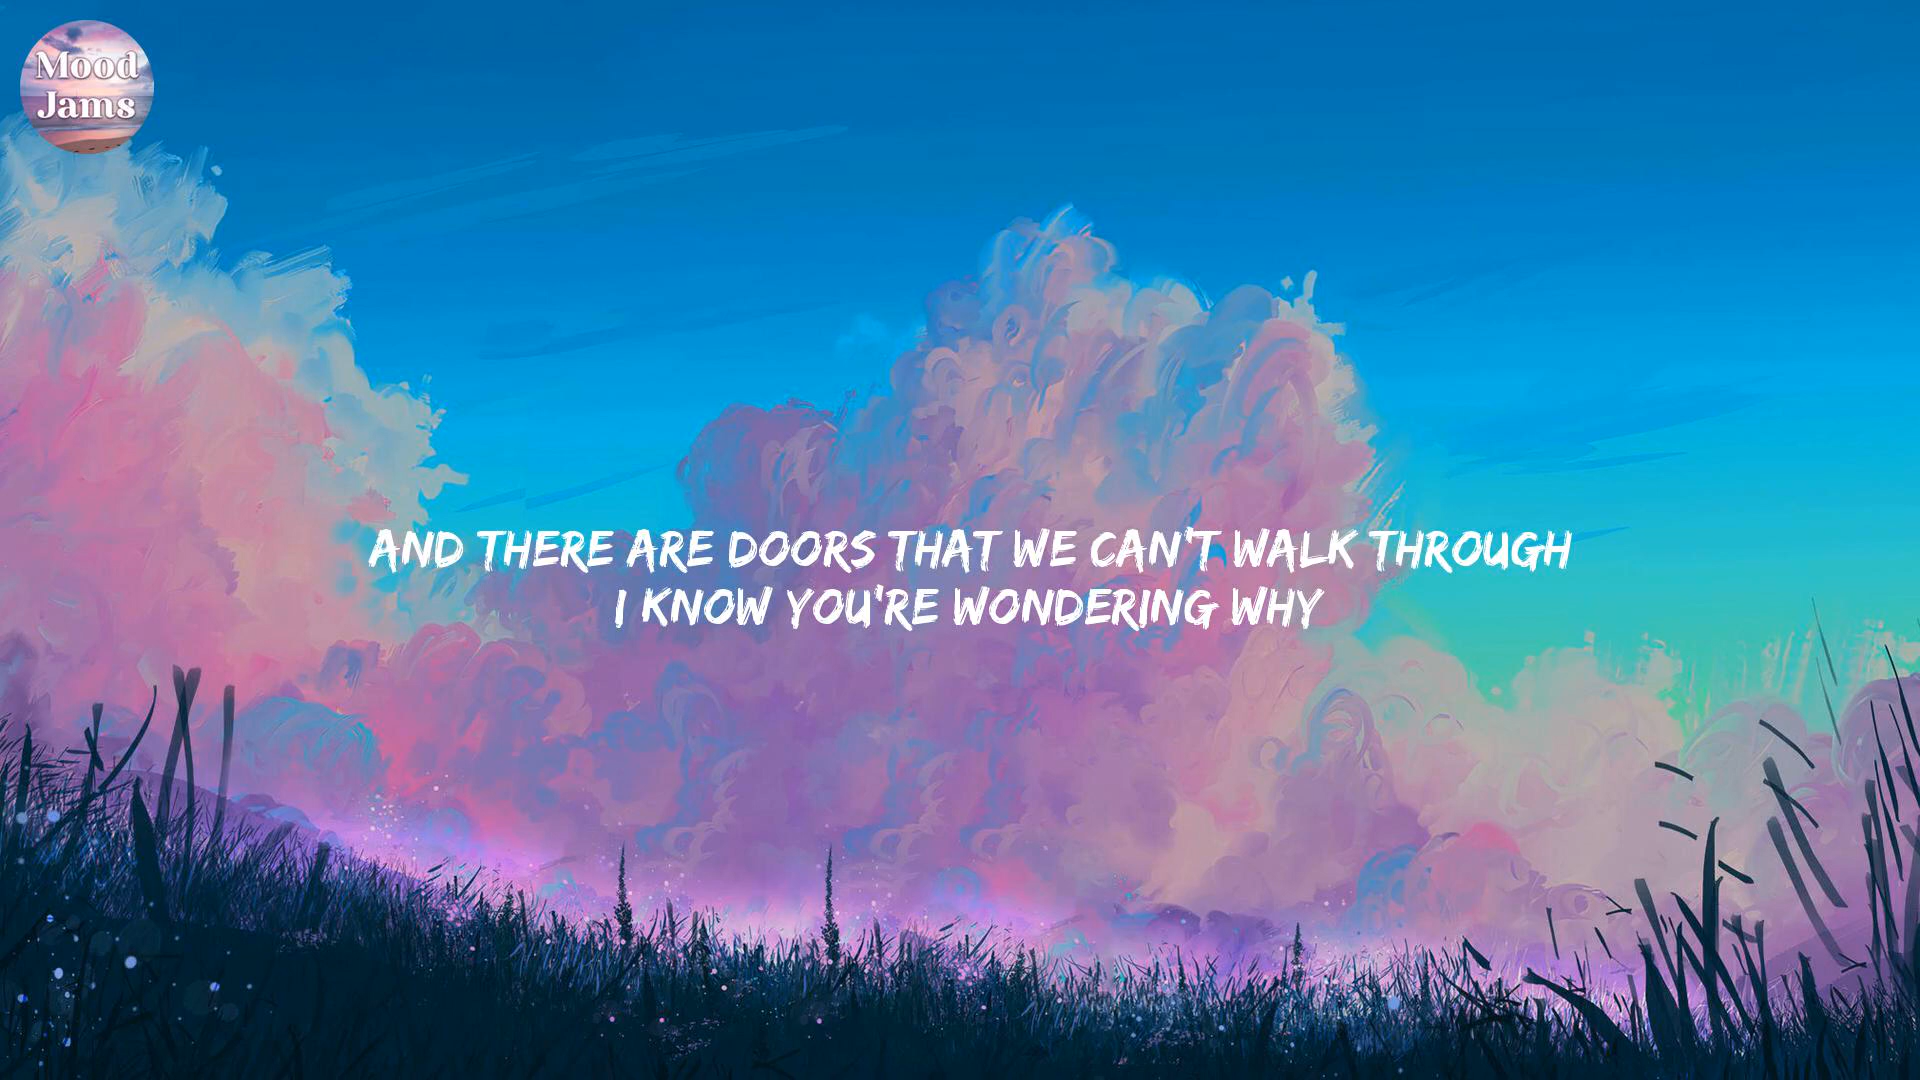 Mood
Jams
AND THERE ARE DOORS THAT WE CAN'T WALK THROUGH
I KNOW YOU'RE WONDERING WHY